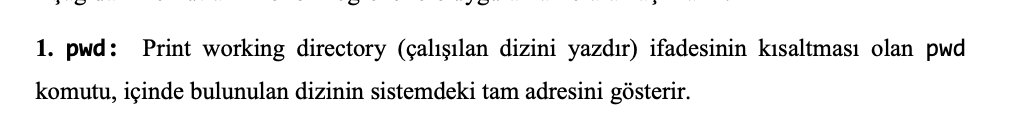 1. pwd: Print working directory (çalışılan dizini yazdır) ifadesinin kısaltması olan pwd
komutu, içinde bulunulan dizinin sistemdeki tam adresini gösterir.